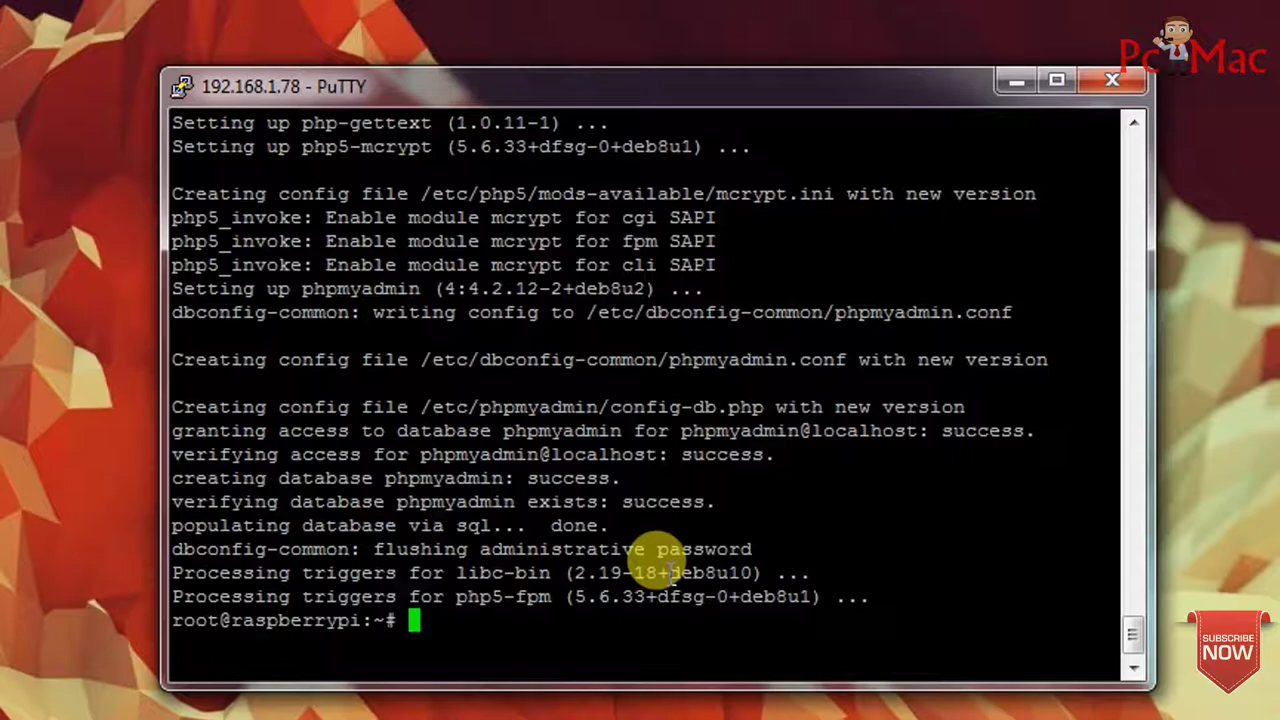 Pc Mac
192.168.1.78 - PuTTY
Setting up php-gettext (1.0.11-1) ...
Setting up php5-mcrypt (5.6.33+dfsg-0+deb8u1) ...
Creating config file /etc/php5/mods-available/mcrypt.ini with new version
php5_invoke: Enable module mcrypt for cgi SAPI
php5_invoke: Enable module mcrypt for fpm SAPI
php5_invoke: Enable module mcrypt for cli SAPI
Setting up phpmyadmin (4:4.2.12-2+deb8u2) ...
dbconfig-common: writing config to /etc/dbconfig-common/phpmyadmin.conf
Creating config file /etc/dbconfig-common/phpmyadmin.conf with new version
Creating config file /etc/phpmyadmin/config-db.php with new version
granting access to database phpmyadmin for phpmyadmin@localhost: success.
verifying access for phpmyadmin@localhost: success.
creating database phpmyadmin: success.
verifying database phpmyadmin exists: success.
populating database via sql...  done.
dbconfig-common: flushing administrative password
Processing triggers for libc-bin (2.19-18+deb8u10) ...
Processing triggers for php5-fpm (5.6.33+dfsg-0+deb8u1) ...
root@raspberrypi:~#
SUBSCRIBE
NOW